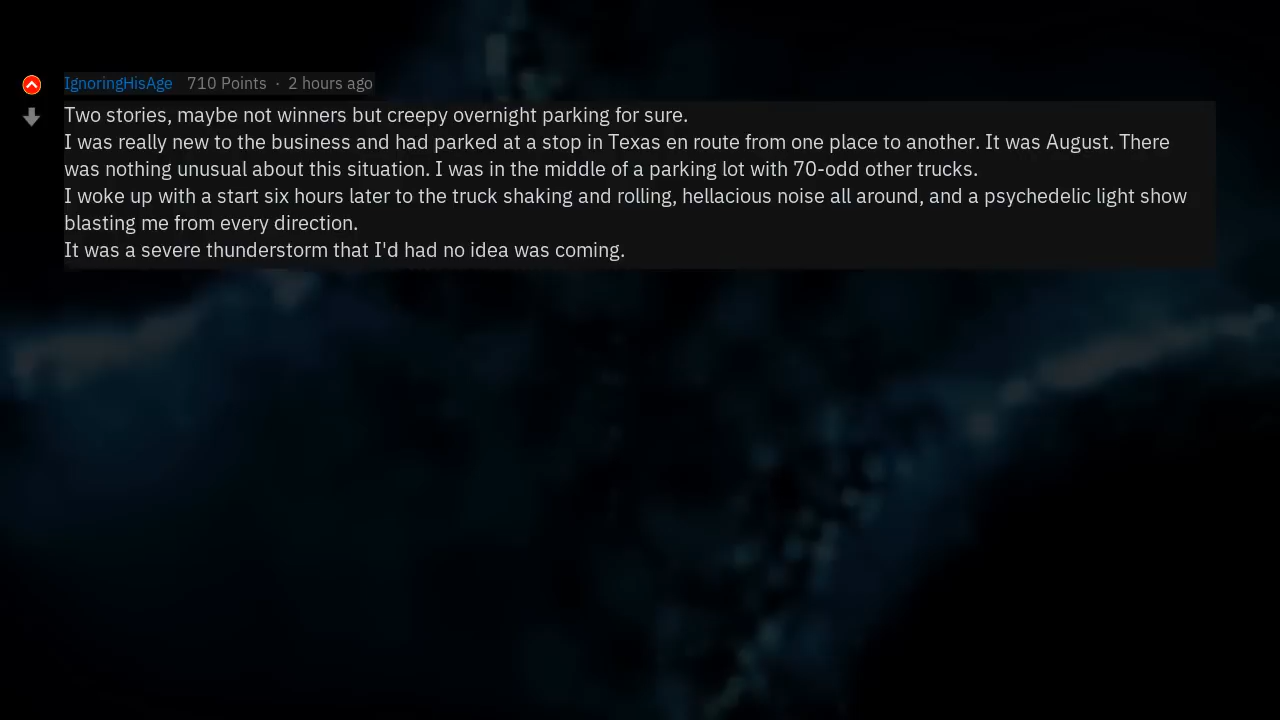 IgnoringHisAge 710 Points · 2 hours ago
Two stories, maybe not winners but creepy overnight parking for sure.
I was really new to the business and had parked at a stop in Texas en route from one place to another. It was August. There
was nothing unusual about this situation. I was in the middle of a parking lot with 70-odd other trucks.
I woke up with a start six hours later to the truck shaking and rolling, hellacious noise all around, and a psychedelic light show
blasting me from every direction.
It was a severe thunderstorm that I'd had no idea was coming.